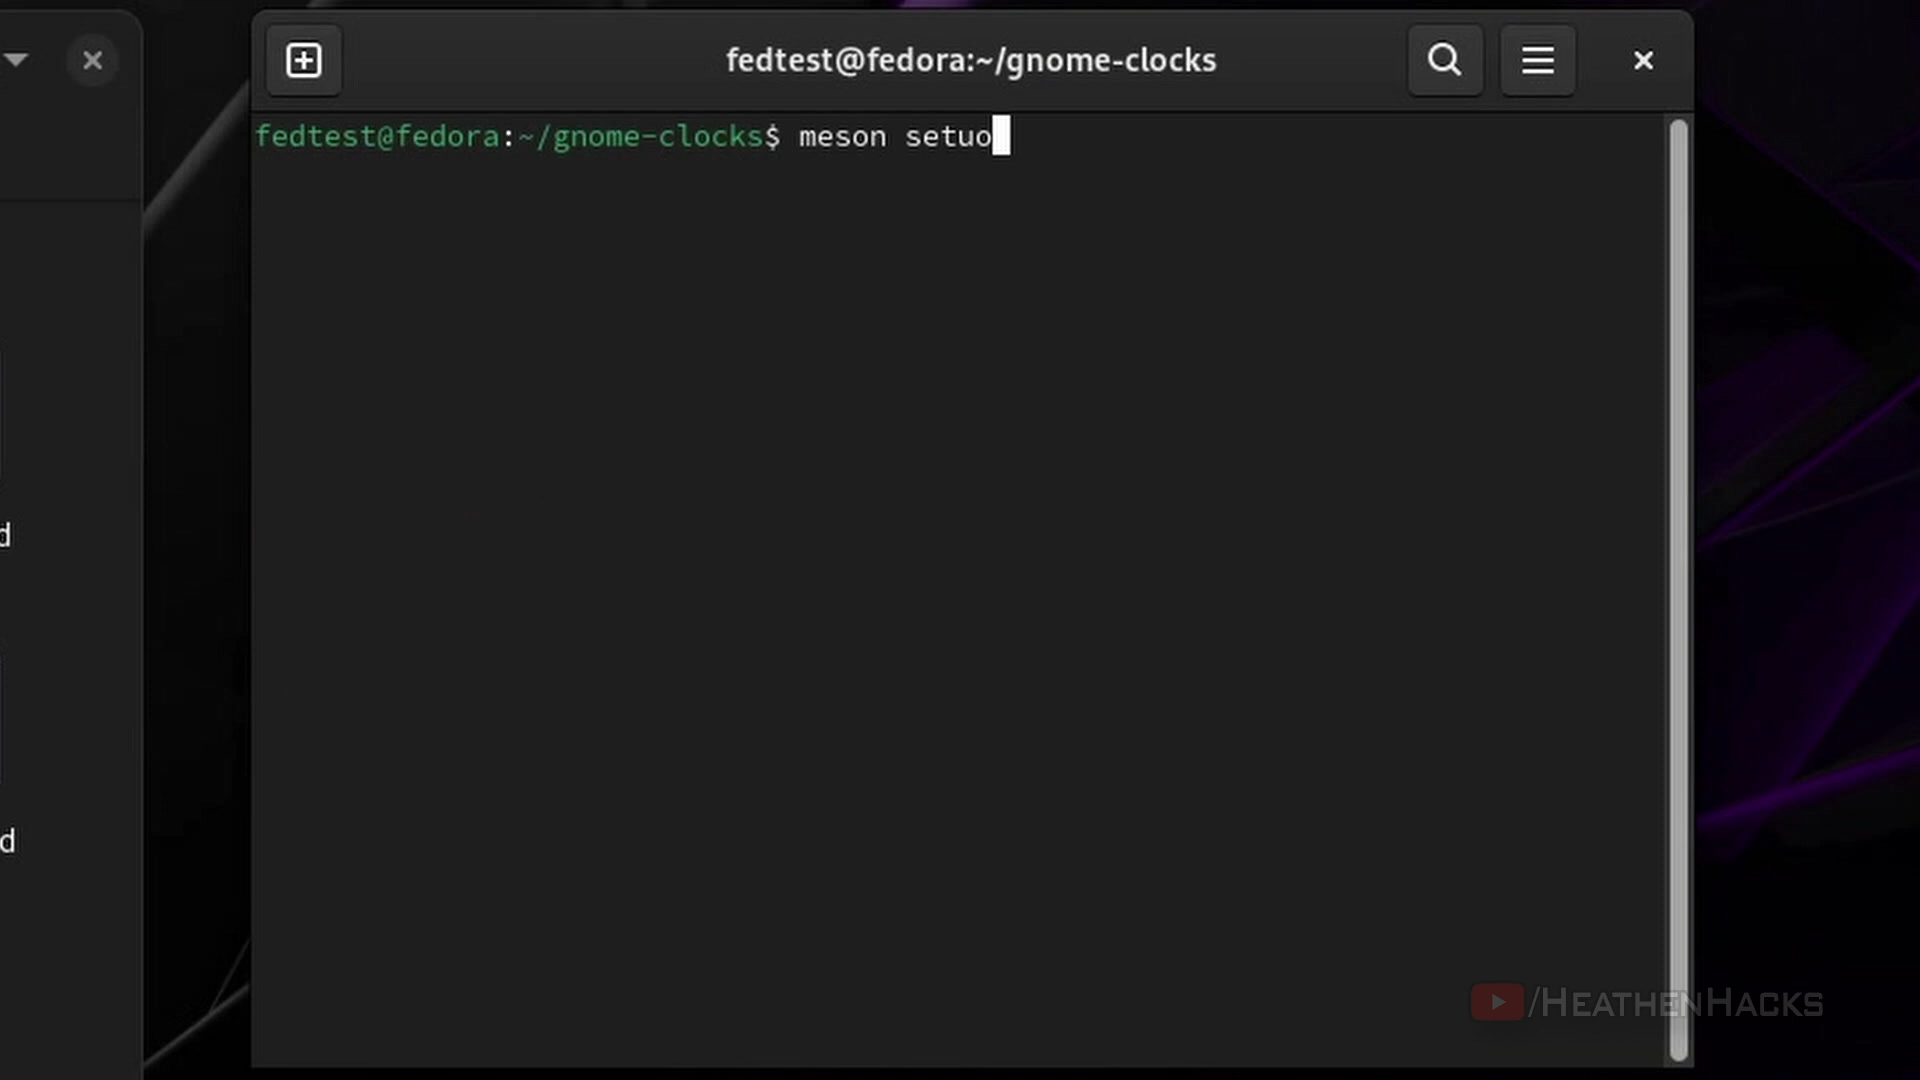 fedtest@fedora:~/gnome-clocks
fedtest@fedora:~/gnome-clocks$ meson setuo
d
d
/HEATHENHACKS